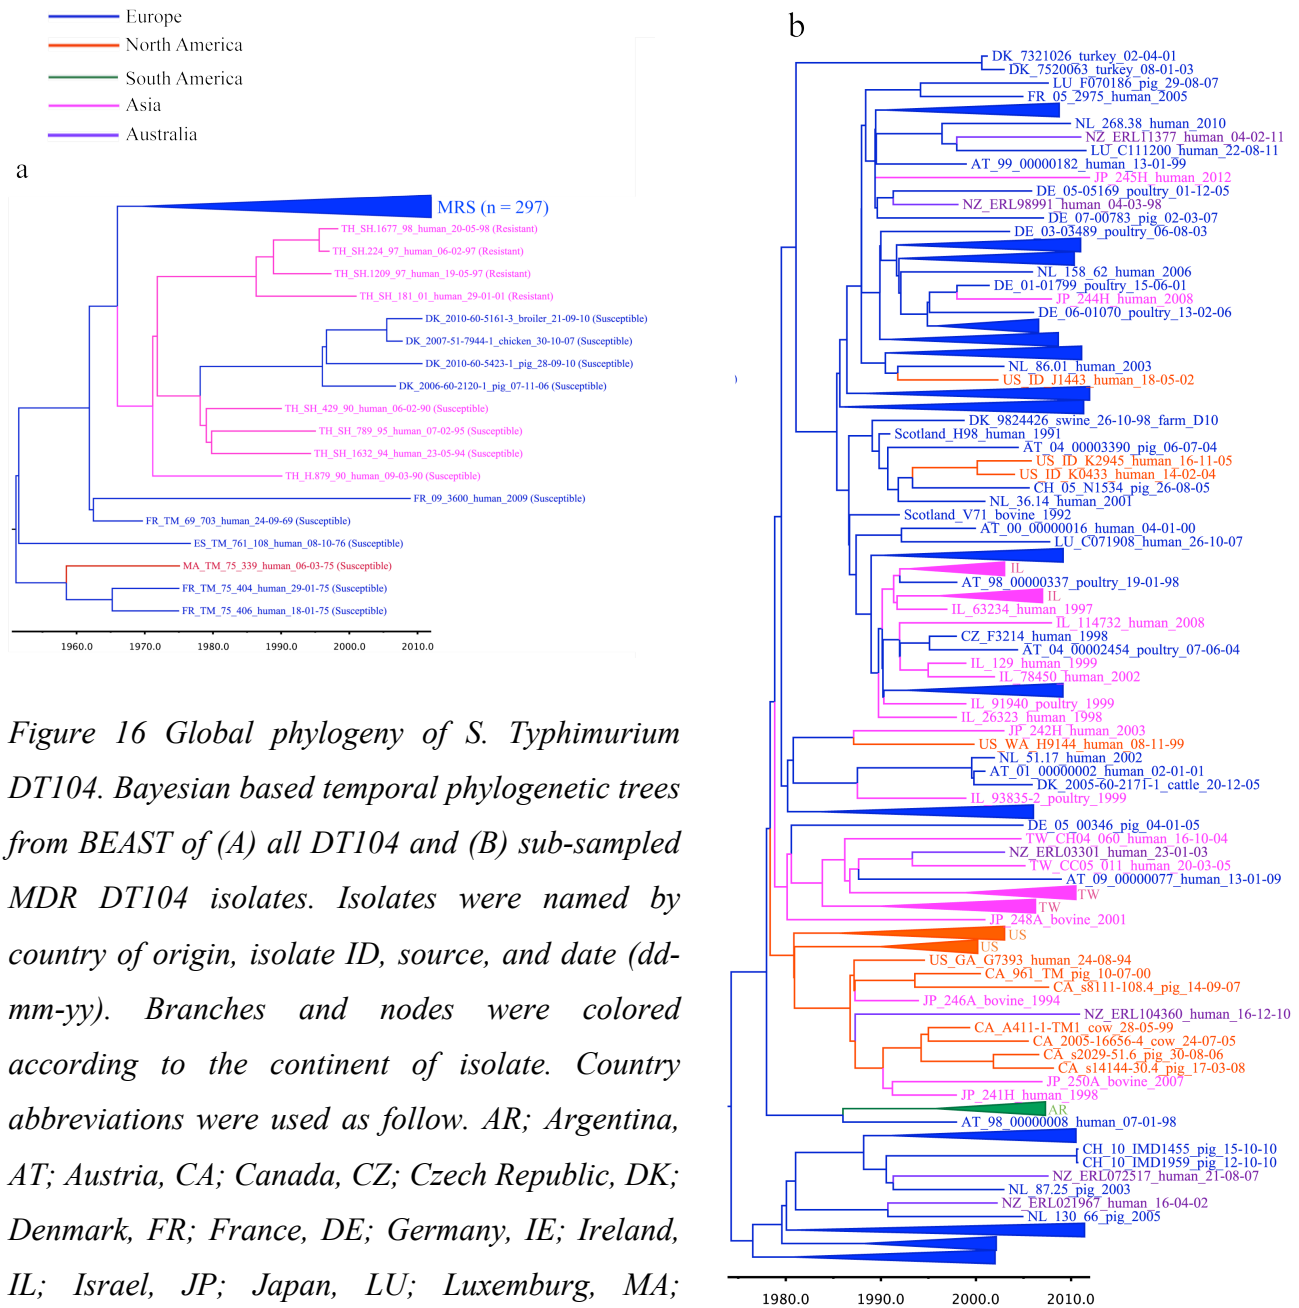 Europe
North America
South America
Asia
Australia
a
MRS (n = 297)
TH_SH.1677_98_human_20-05-98 (Resistant)
TH_SH.224_97_human_06-02-97 (Resistant)
TH_SH.1209_97_human_19-05-97 (Resistant)
TH_SH_181_01_human_29-01-01 (Resistant)
DK_2010-60-5161-3_broiler_21-09-10 (Susceptible)
DK_2007-51-7944-1_chicken_30-10-07 (Susceptible)
DK_2010-60-5423-1_pig_28-09-10 (Susceptible)
DK_2006-60-2120-1_pig_07-11-06 (Susceptible)
TH_SH_429_90_human_06-02-90 (Susceptible)
TH_SH_789_95_human_07-02-95 (Susceptible)
TH_SH_1632_94_human_23-05-94 (Susceptible)
TH_H.879_90_human_09-03-90 (Susceptible)
FR_09_3600_human_2009 (Susceptible)
FR_TM_69_703_human_24-09-69 (Susceptible)
ES_TM_761_108_human_08-10-76 (Susceptible)
MA_TM_75_339_human_06-03-75 (Susceptible)
FR_TM_75_404_human_29-01-75 (Susceptible)
FR_TM_75_406_human_18-01-75 (Susceptible)
1960.0 1970.0 1980.0 1990.0 2000.0 2010.0
Figure 16 Global phylogeny of S. Typhimurium
DT104. Bayesian based temporal phylogenetic trees
from BEAST of (A) all DT104 and (B) sub-sampled
MDR DT104 isolates. Isolates were named by
country of origin, isolate ID, source, and date (dd-
mm-yy). Branches and nodes were colored
according to the continent of isolate. Country
abbreviations were used as follow. AR; Argentina,
AT; Austria, CA; Canada, CZ; Czech Republic, DK;
Denmark, FR; France, DE; Germany, IE; Ireland,
IL; Israel, JP; Japan, LU; Luxemburg, MA;
b
DK_7321026_turkey_02-04-01
DK_7520063_turkey_08-01-03
LU_F070186_pig_29-08-07
FR_05_2975_human_2005
NL_268.38_human_2010
NZ_ERL11377_human_04-02-11
LU_C111200_human_22-08-11
AT_99_00000182_human_13-01-99
JP_245H_human_2012
DE_05-05169_poultry_01-12-05
NZ_ERL98991_human_04-03-98
DE_07-00783_pig_02-03-07
DE_03-03489_poultry_06-08-03
NL_158_62_human_2006
DE_01-01799_poultry_15-06-01
JP_244H_human_2008
DE_06-01070_poultry_13-02-06
NL_86.01_human_2003
US_ID_J1443_human_18-05-02
DK_9824426_swine_26-10-98_farm_D10
Scotland_H98_human_1991
AT_04_00003390_pig_06-07-04
US_ID_K2945_human_16-11-05
US_ID_K0433_human_14-02-04
CH_05_N1534_pig_26-08-05
NL_36.14_human_2001
Scotland_V71_bovine_1992
AT_00_00000016_human_04-01-00
LU_C071908_human_26-10-07
IL
AT_98_00000337_poultry_19-01-98
IL
IL_63234_human_1997
IL_114732_human_2008
CZ_F3214_human_1998
AT_04_00002454_poultry_07-06-04
IL_129_human_1999
IL_78450_human_2002
IL_91940_poultry_1999
IL_26323_human_1998
JP_242H_human_2003
US_WA_H9144_human_08-11-99
NL_51.17_human_2002
AT_01_00000002_human_02-01-01
DK_2005-60-2171-1_cattle_20-12-05
IL_93835-2_poultry_1999
DE_05_00346_pig_04-01-05
TW_CH04_060_human_16-10-04
NZ_ERL03301_human_23-01-03
TW_CC05_011_human_20-03-05
AT_09_00000077_human_13-01-09
TW
TW
JP_248A_bovine_2001
US
US
US_GA_G7393_human_24-08-94
CA_961_TM_pig_10-07-00
CA_s8111-108.4_pig_14-09-07
JP_246A_bovine_1994
NZ_ERL104360_human_16-12-10
CA_A411-1-TM1_cow_28-05-99
CA_2005-16656-4_cow_24-07-05
CA_s2029-51.6_pig_30-08-06
CA_s14144-30.4_pig_17-03-08
JP_250A_bovine_2007
JP_241H_human_1998
AR
AT_98_00000008_human_07-01-98
CH_10_IMD1455_pig_15-10-10
CH_10_IMD1959_pig_12-10-10
NZ_ERL072517_human_21-08-07
NL_87.25_pig_2003
NZ_ERL021967_human_16-04-02
NL_130_66_pig_2005
1980.0 1990.0 2000.0 2010.0